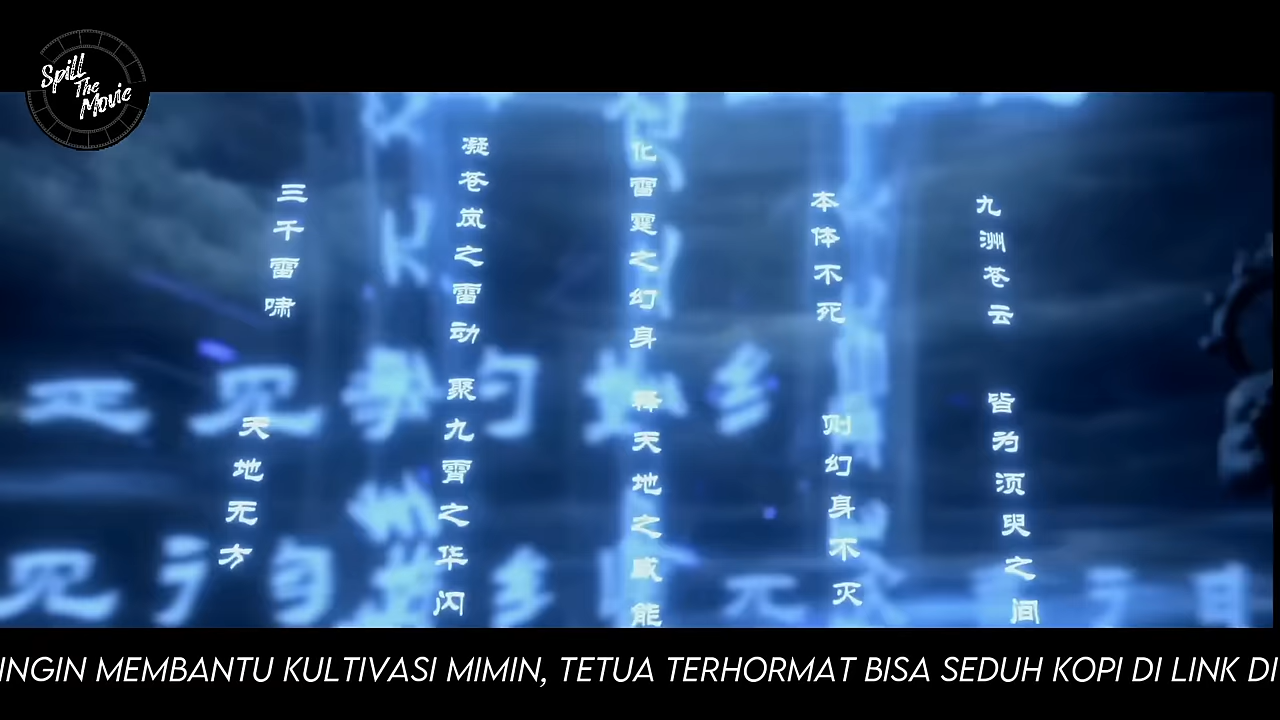 Spill
The
Movie
九洲苍云 皆为须臾之间
本体不死 则幻身不灭
化雷霆之幻身 释天地之威能
凝苍岚之雷动 聚九霄之华闪
三千雷啸 天地无方
INGIN MEMBANTU KULTIVASI MIMIN, TETUA TERHORMAT BISA SEDUH KOPI DI LINK DI